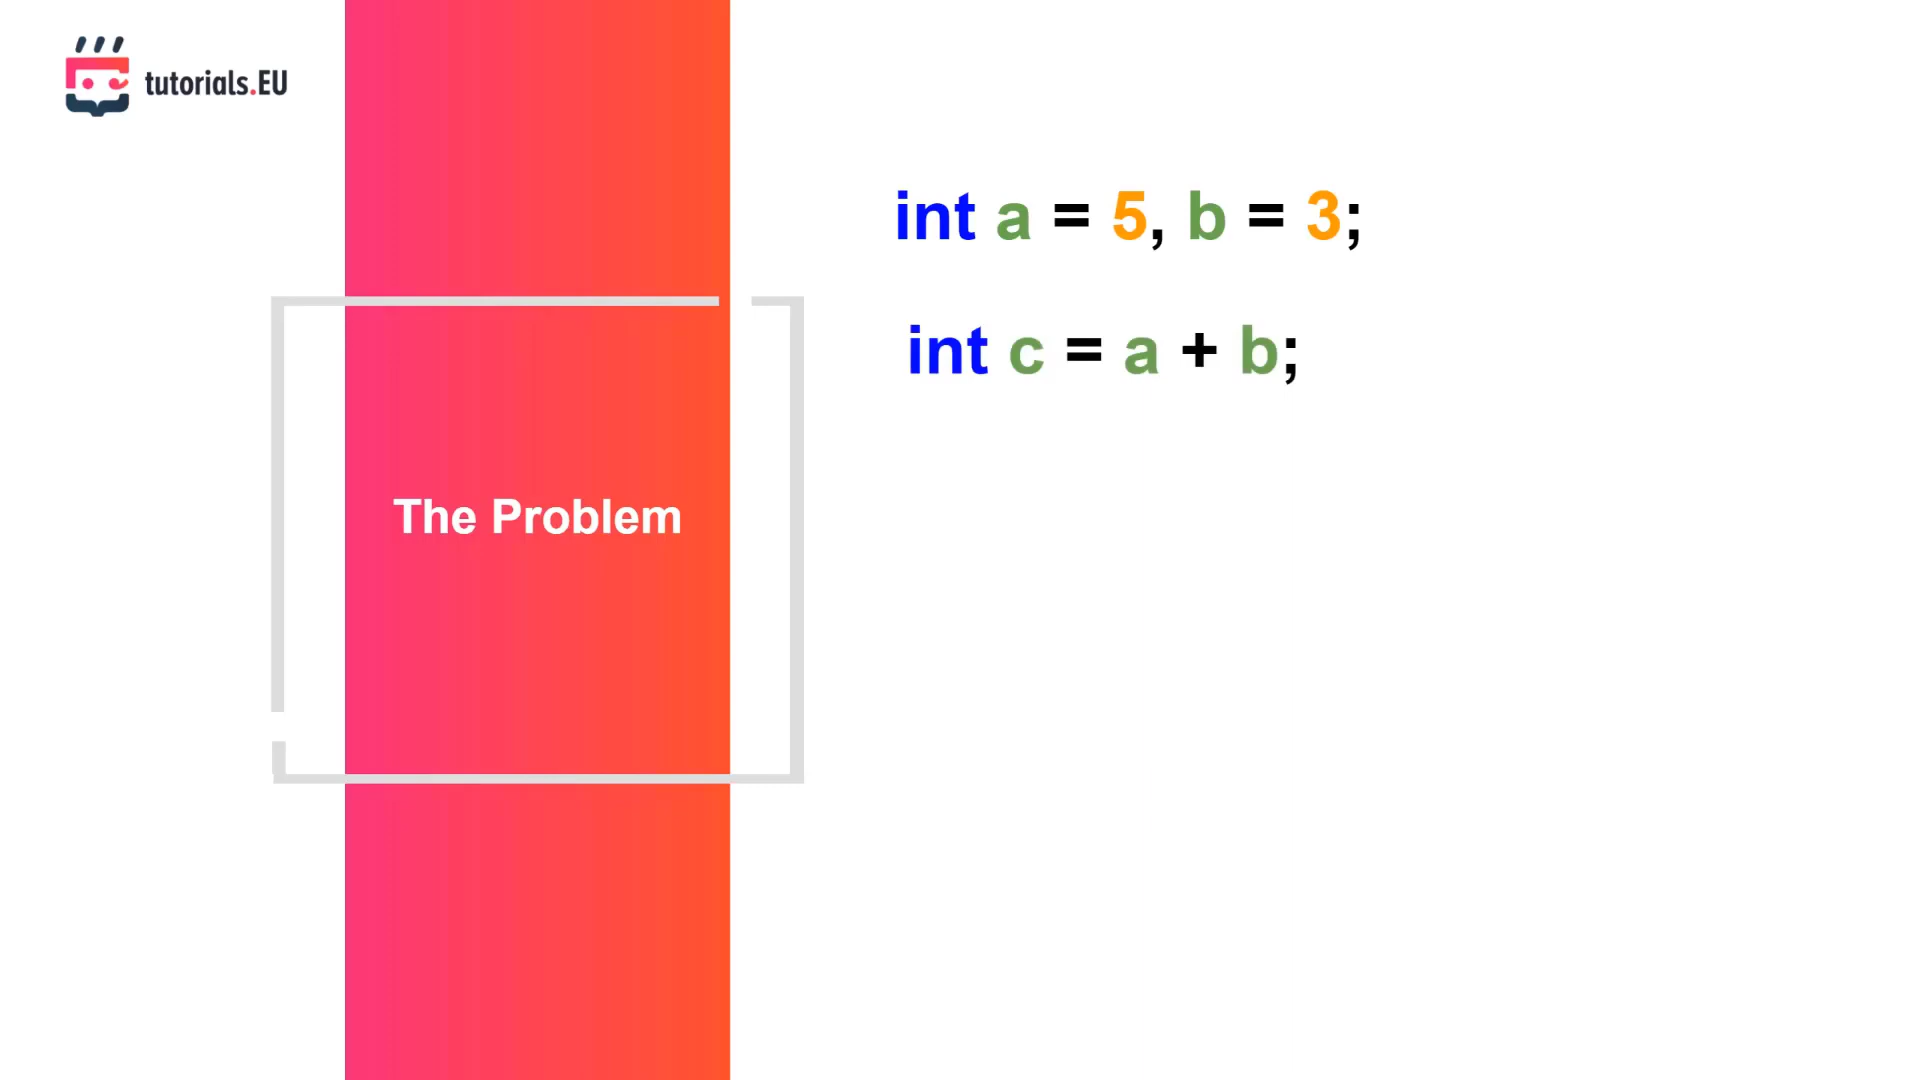 tutorials.EU
int a = 5, b = 3;
int c = a + b;
The Problem